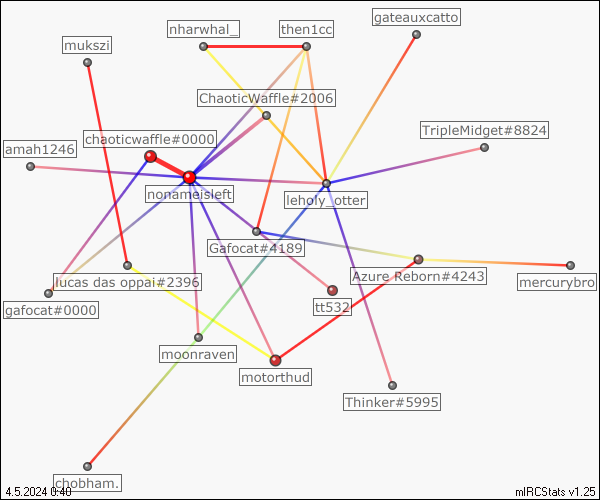 gateauxcatto
nharwhal_
then1cc
mukszi
ChaoticWaffle#2006
TripleMidget#8824
chaoticwaffle#0000
amah1246
nonameisleft
leholy_otter
Gafocat#4189
lucas das oppai#2396
Azure Reborn#4243
mercurybro
gafocat#0000
tt532
moonraven
motorthud
Thinker#5995
chobham.
4.5.2024 0:40
mIRCStats v1.25